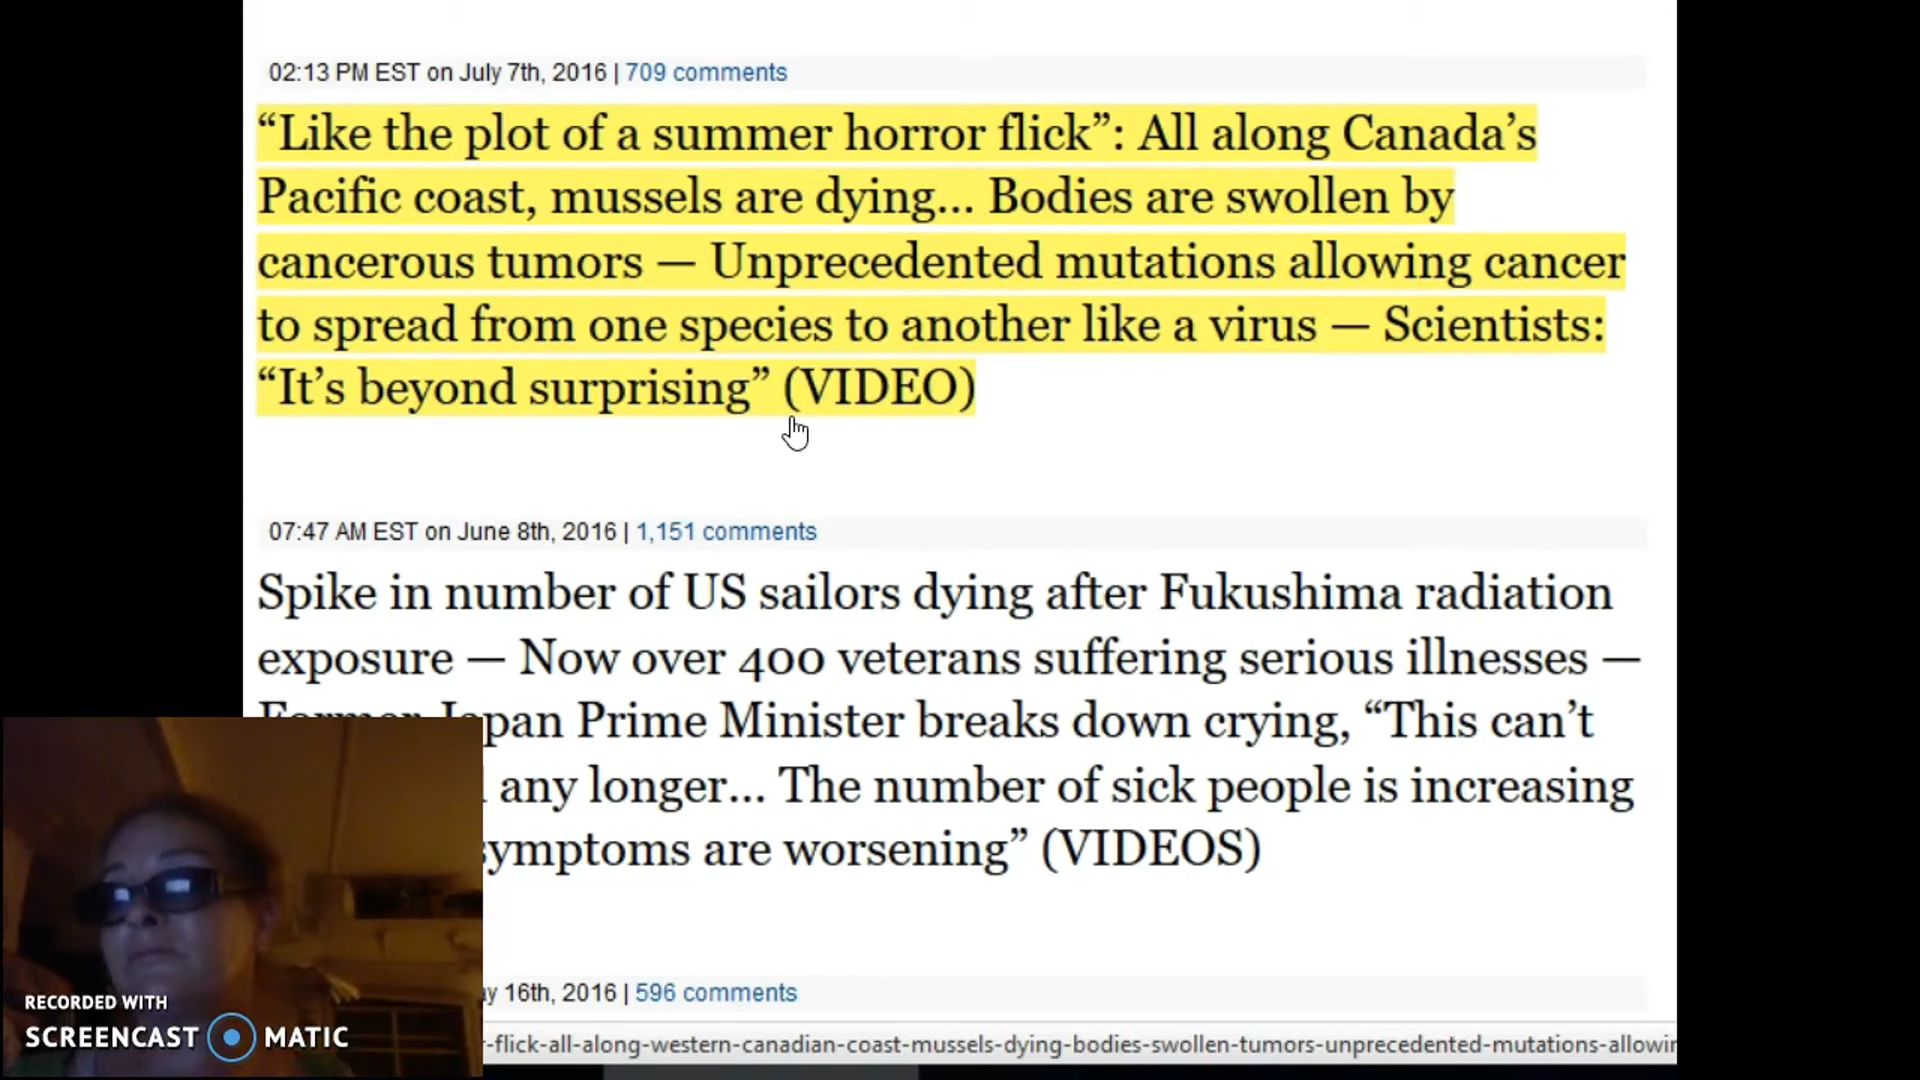 02:13 PM EST on July 7th, 2016 | 709 comments
“Like the plot of a summer horror flick”: All along Canada’s
Pacific coast, mussels are dying… Bodies are swollen by
cancerous tumors — Unprecedented mutations allowing cancer
to spread from one species to another like a virus — Scientists:
“It’s beyond surprising” (VIDEO)
07:47 AM EST on June 8th, 2016 | 1,151 comments
Spike in number of US sailors dying after Fukushima radiation
exposure — Now over 400 veterans suffering serious illnesses —
Former Japan Prime Minister breaks down crying, “This can’t
any longer… The number of sick people is increasing
symptoms are worsening” (VIDEOS)
16th, 2016 | 596 comments
-flick-all-along-western-canadian-coast-mussels-dying-bodies-swollen-tumors-unprecedented-mutations-allowin
RECORDED WITH
SCREENCAST MATIC